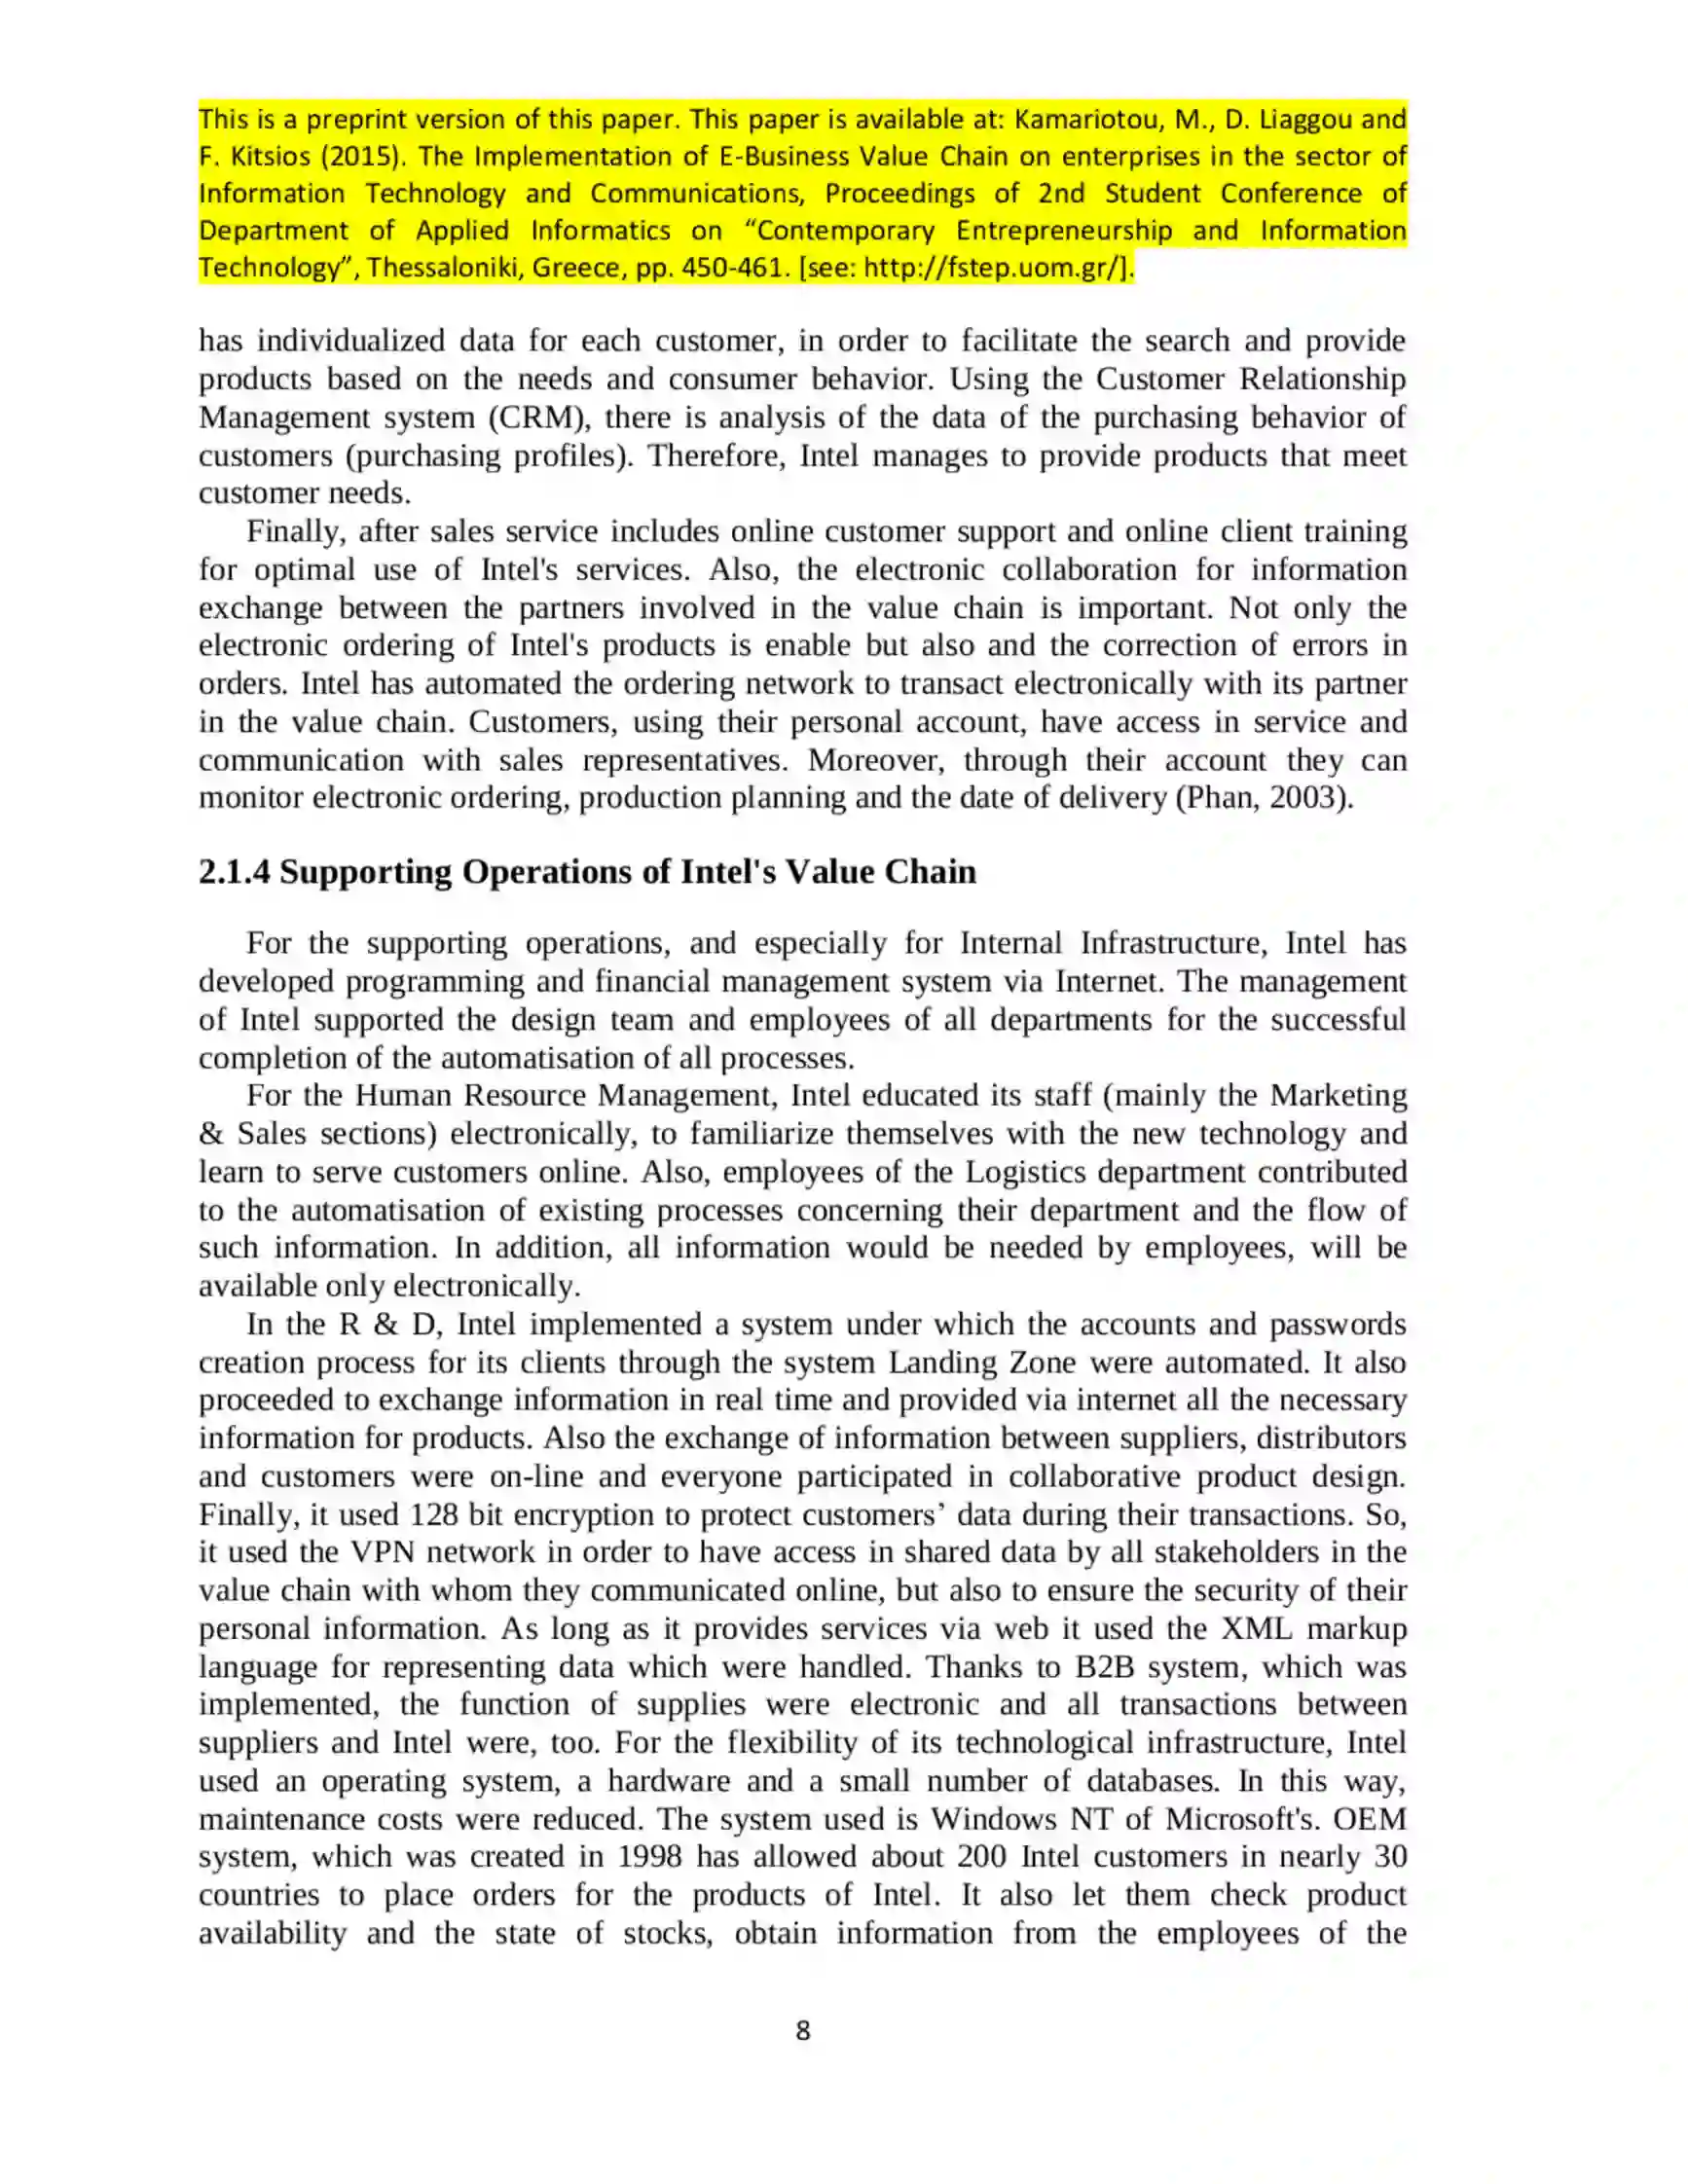 This is a preprint version of this paper. This paper is available at: Kamariotou, M., D. Liaggou and
F. Kitsios (2015). The Implementation of E-Business Value Chain on enterprises in the sector of
Information Technology and Communications, Proceedings of 2nd Student Conference of
Department of Applied Informatics on “Contemporary Entrepreneurship and Information
Technology”, Thessaloniki, Greece, pp. 450-461. [see: http://fstep.uom.gr/].
has individualized data for each customer, in order to facilitate the search and provide
products based on the needs and consumer behavior. Using the Customer Relationship
Management system (CRM), there is analysis of the data of the purchasing behavior of
customers (purchasing profiles). Therefore, Intel manages to provide products that meet
customer needs.
Finally, after sales service includes online customer support and online client training
for optimal use of Intel's services. Also, the electronic collaboration for information
exchange between the partners involved in the value chain is important. Not only the
electronic ordering of Intel's products is enable but also and the correction of errors in
orders. Intel has automated the ordering network to transact electronically with its partner
in the value chain. Customers, using their personal account, have access in service and
communication with sales representatives. Moreover, through their account they can
monitor electronic ordering, production planning and the date of delivery (Phan, 2003).
2.1.4 Supporting Operations of Intel's Value Chain
For the supporting operations, and especially for Internal Infrastructure, Intel has
developed programming and financial management system via Internet. The management
of Intel supported the design team and employees of all departments for the successful
completion of the automatisation of all processes.
For the Human Resource Management, Intel educated its staff (mainly the Marketing
& Sales sections) electronically, to familiarize themselves with the new technology and
learn to serve customers online. Also, employees of the Logistics department contributed
to the automatisation of existing processes concerning their department and the flow of
such information. In addition, all information would be needed by employees, will be
available only electronically.
In the R & D, Intel implemented a system under which the accounts and passwords
creation process for its clients through the system Landing Zone were automated. It also
proceeded to exchange information in real time and provided via internet all the necessary
information for products. Also the exchange of information between suppliers, distributors
and customers were on-line and everyone participated in collaborative product design.
Finally, it used 128 bit encryption to protect customers’ data during their transactions. So,
it used the VPN network in order to have access in shared data by all stakeholders in the
value chain with whom they communicated online, but also to ensure the security of their
personal information. As long as it provides services via web it used the XML markup
language for representing data which were handled. Thanks to B2B system, which was
implemented, the function of supplies were electronic and all transactions between
suppliers and Intel were, too. For the flexibility of its technological infrastructure, Intel
used an operating system, a hardware and a small number of databases. In this way,
maintenance costs were reduced. The system used is Windows NT of Microsoft's. OEM
system, which was created in 1998 has allowed about 200 Intel customers in nearly 30
countries to place orders for the products of Intel. It also let them check product
availability and the state of stocks, obtain information from the employees of the
8